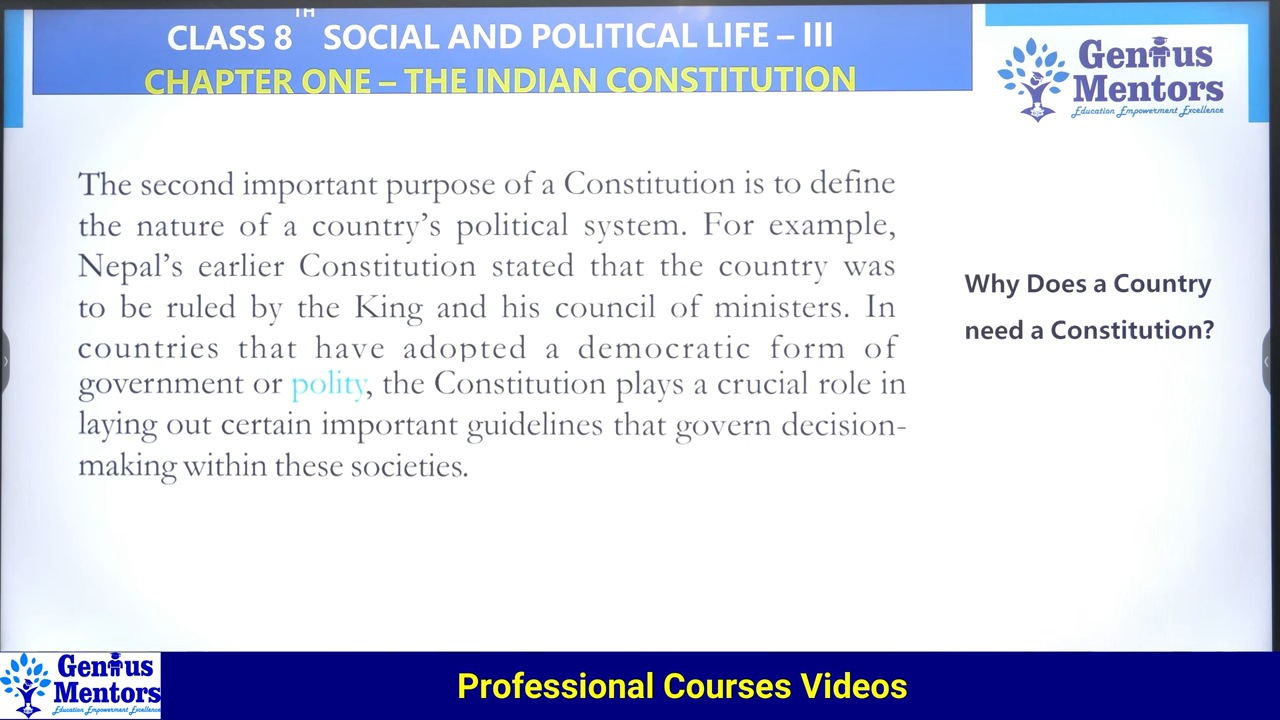 TH
CLASS 8 SOCIAL AND POLITICAL LIFE – III
CHAPTER ONE – THE INDIAN CONSTITUTION
Genius
Mentors
Education Empowerment Excellence
The second important purpose of a Constitution is to define
the nature of a country's political system. For example,
Nepal's earlier Constitution stated that the country was
to be ruled by the King and his council of ministers. In
countries that have adopted a democratic form of
government or polity, the Constitution plays a crucial role in
laying out certain important guidelines that govern decision-
making within these societies.
Why Does a Country
need a Constitution?
Genius
Mentors
Education Empowerment Excellence
Professional Courses Videos